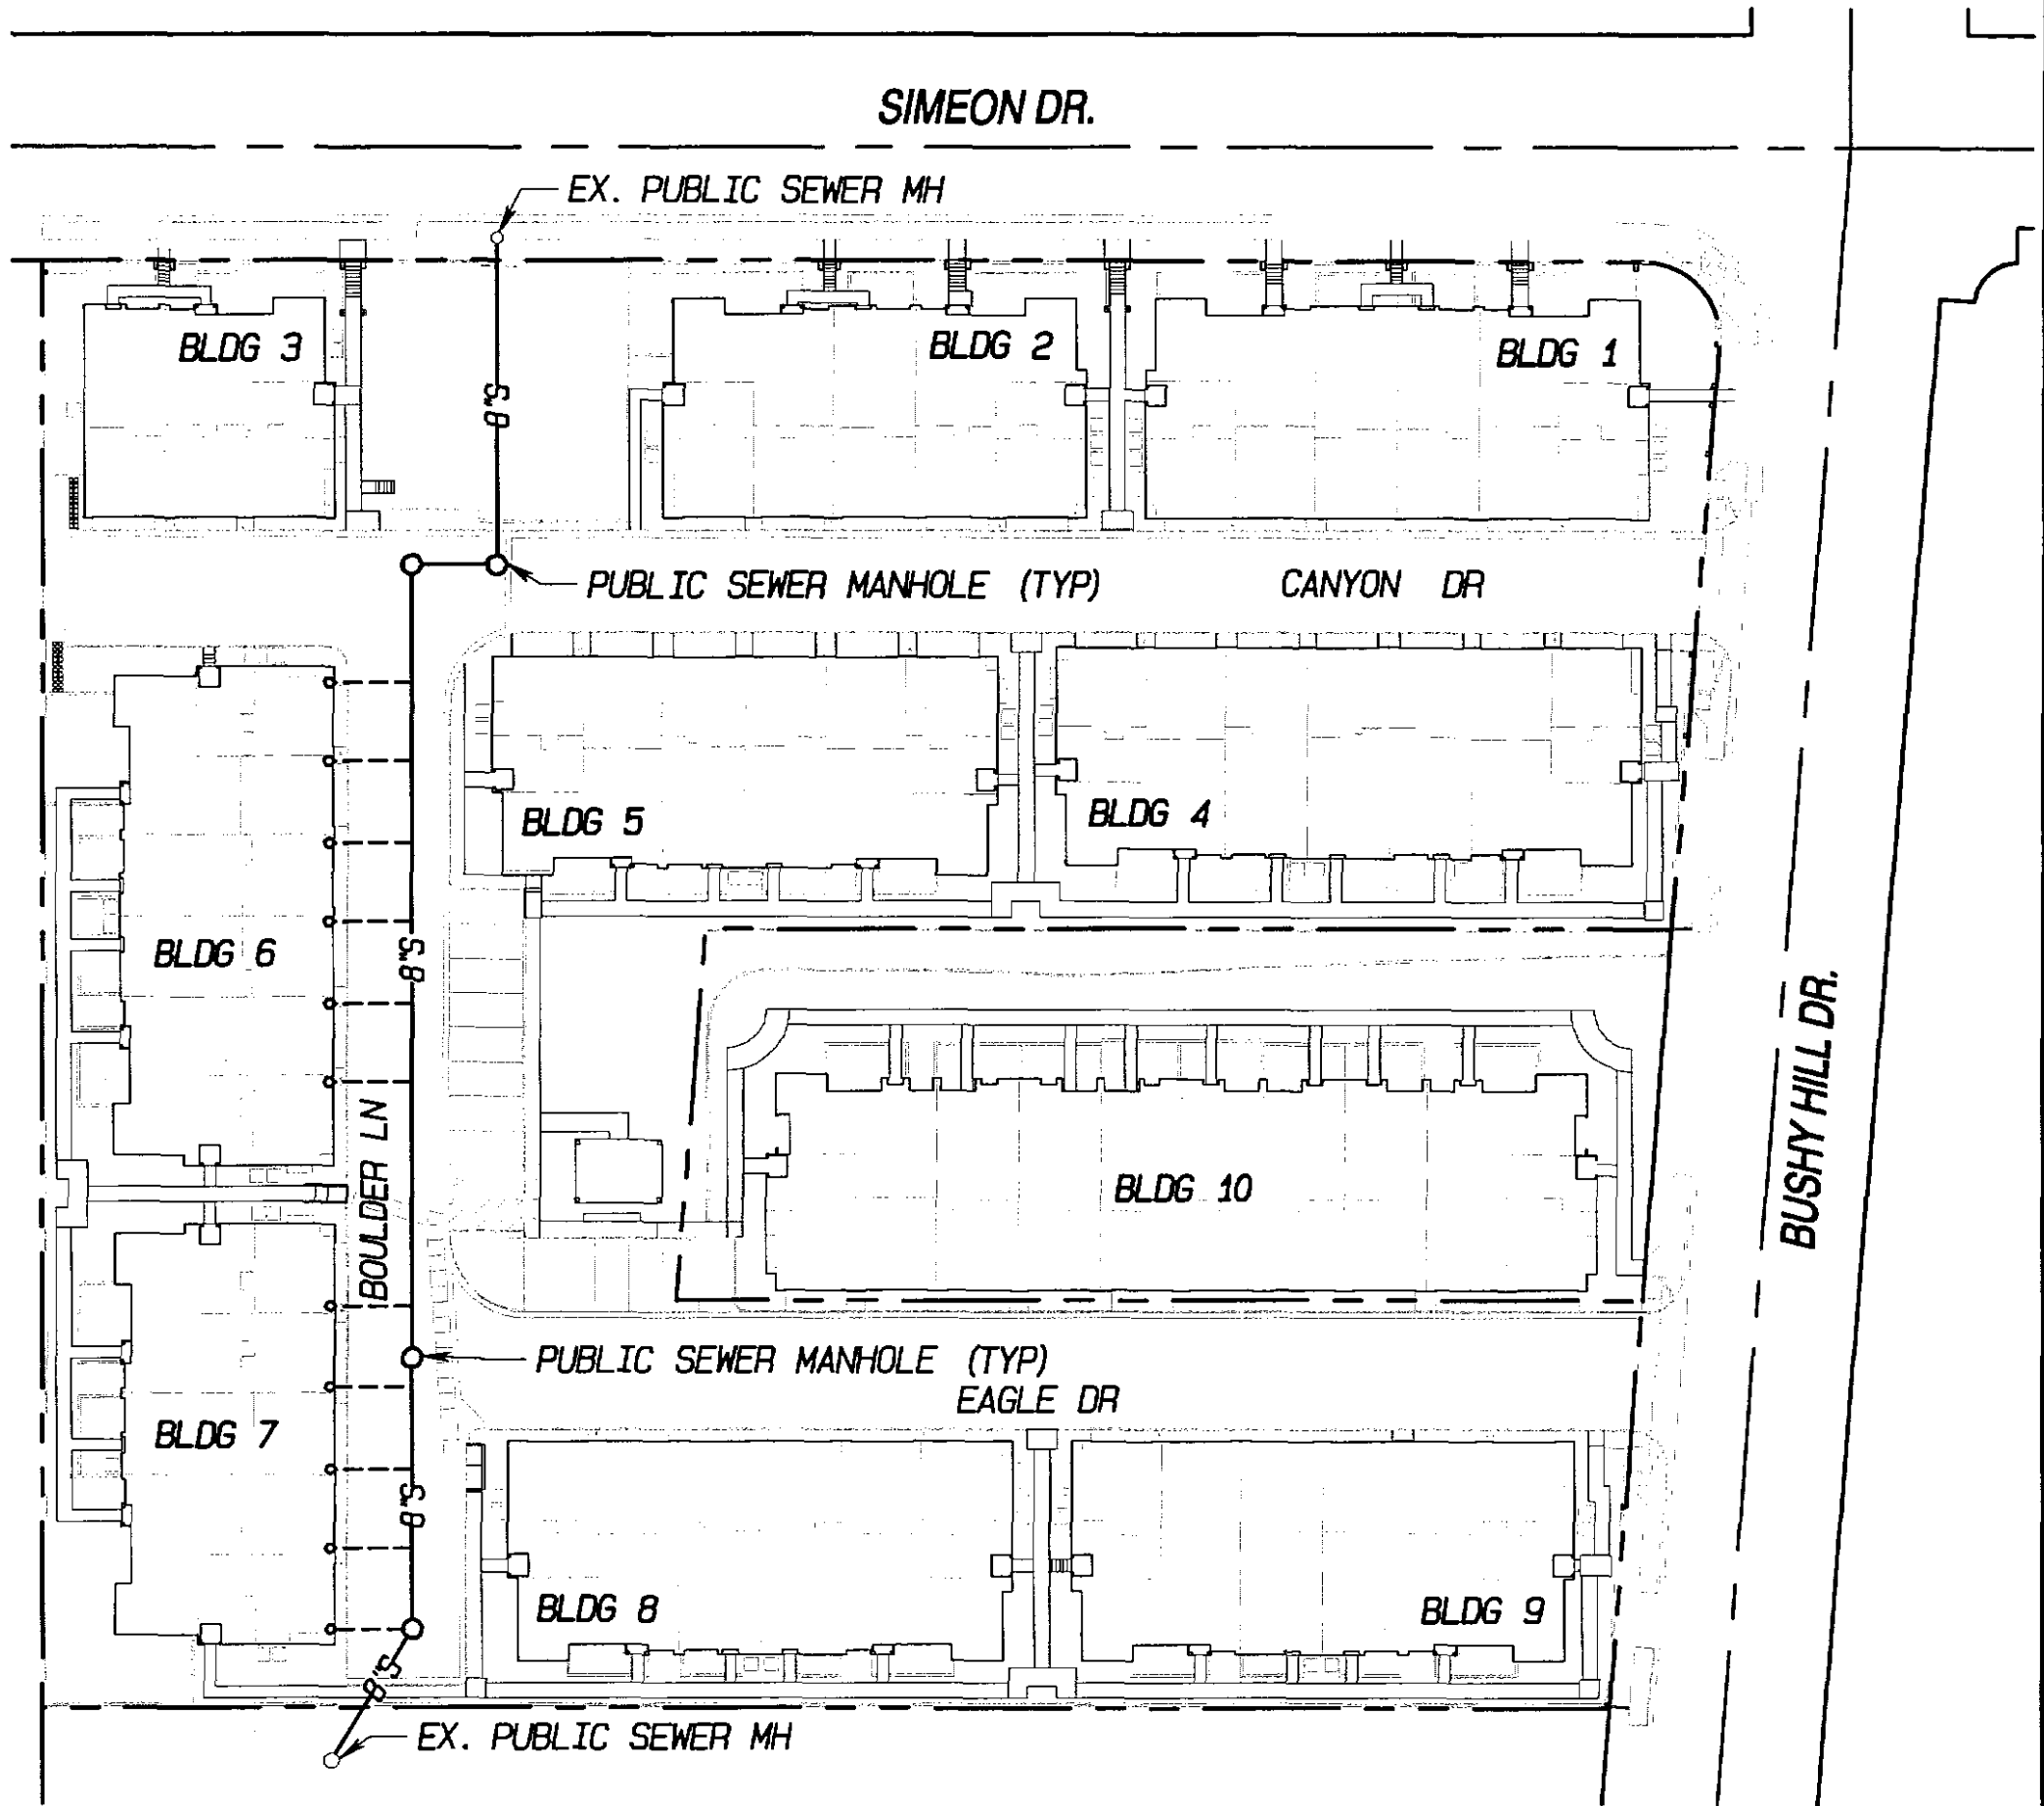 SIMEON DR.
EX. PUBLIC SEWER MH
BLDG 3
BLDG 2
BLDG 1
8"S
PUBLIC SEWER MANHOLE (TYP)
CANYON DR
BLDG 5
BLDG 4
BLDG 6
8"S
BUSHY HILL DR.
BOULDER LN
BLDG 10
PUBLIC SEWER MANHOLE (TYP)
EAGLE DR
BLDG 7
8"S
BLDG 8
BLDG 9
8"S
EX. PUBLIC SEWER MH